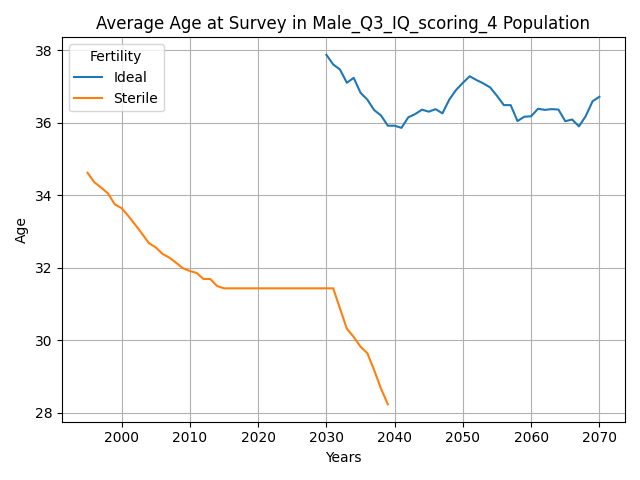 Average Age at Survey in Male_Q3_IQ_scoring_4 Population
Fertility
Ideal
Sterile
Age
38
36
34
32
30
28
2000 2010 2020 2030 2040 2050 2060 2070
Years